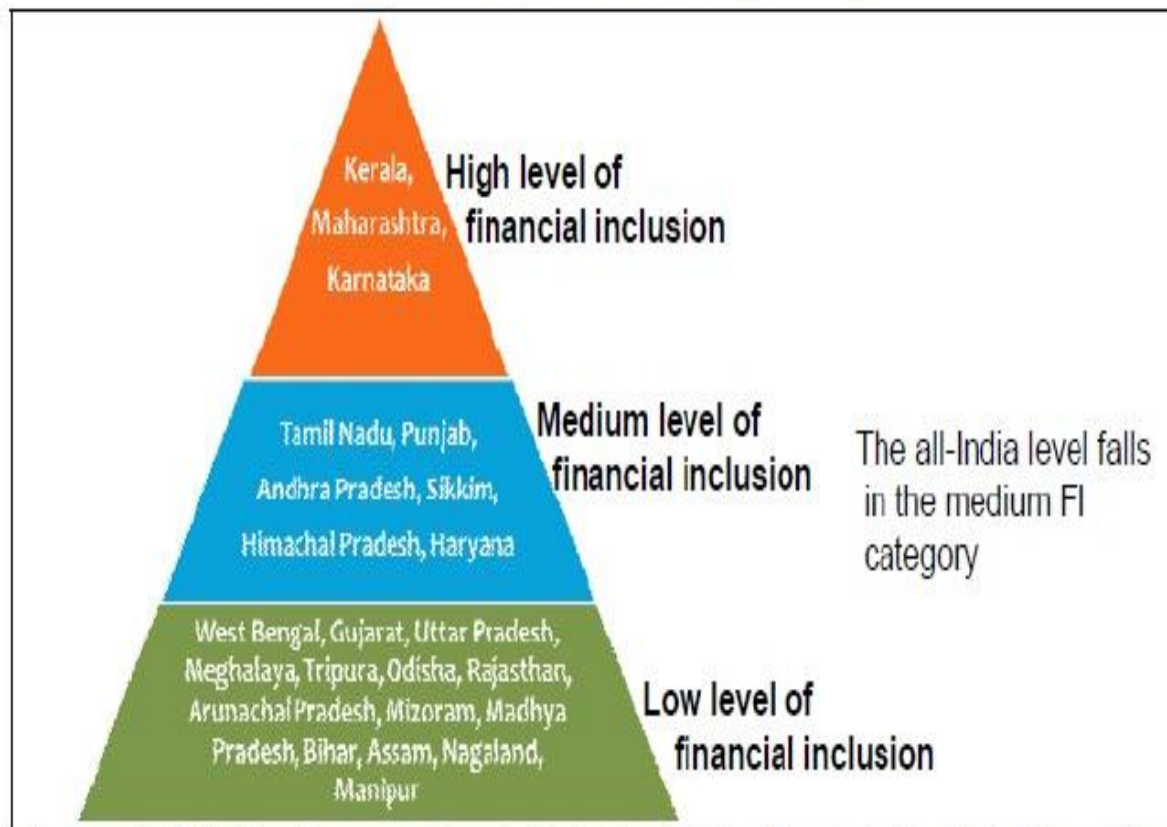 Kerala,
Maharashtra,
Karnataka
High level of
financial inclusion
Tamil Nadu, Punjab,
Andhra Pradesh, Sikkim,
Himachal Pradesh, Haryana
Medium level of
financial inclusion
The all-India level falls
in the medium FI
category
West Bengal, Gujarat, Uttar Pradesh,
Meghalaya, Tripura, Odisha, Rajasthan,
Arunachal Pradesh, Mizoram, Madhya
Pradesh, Bihar, Assam, Nagaland,
Manipur
Low level of
financial inclusion